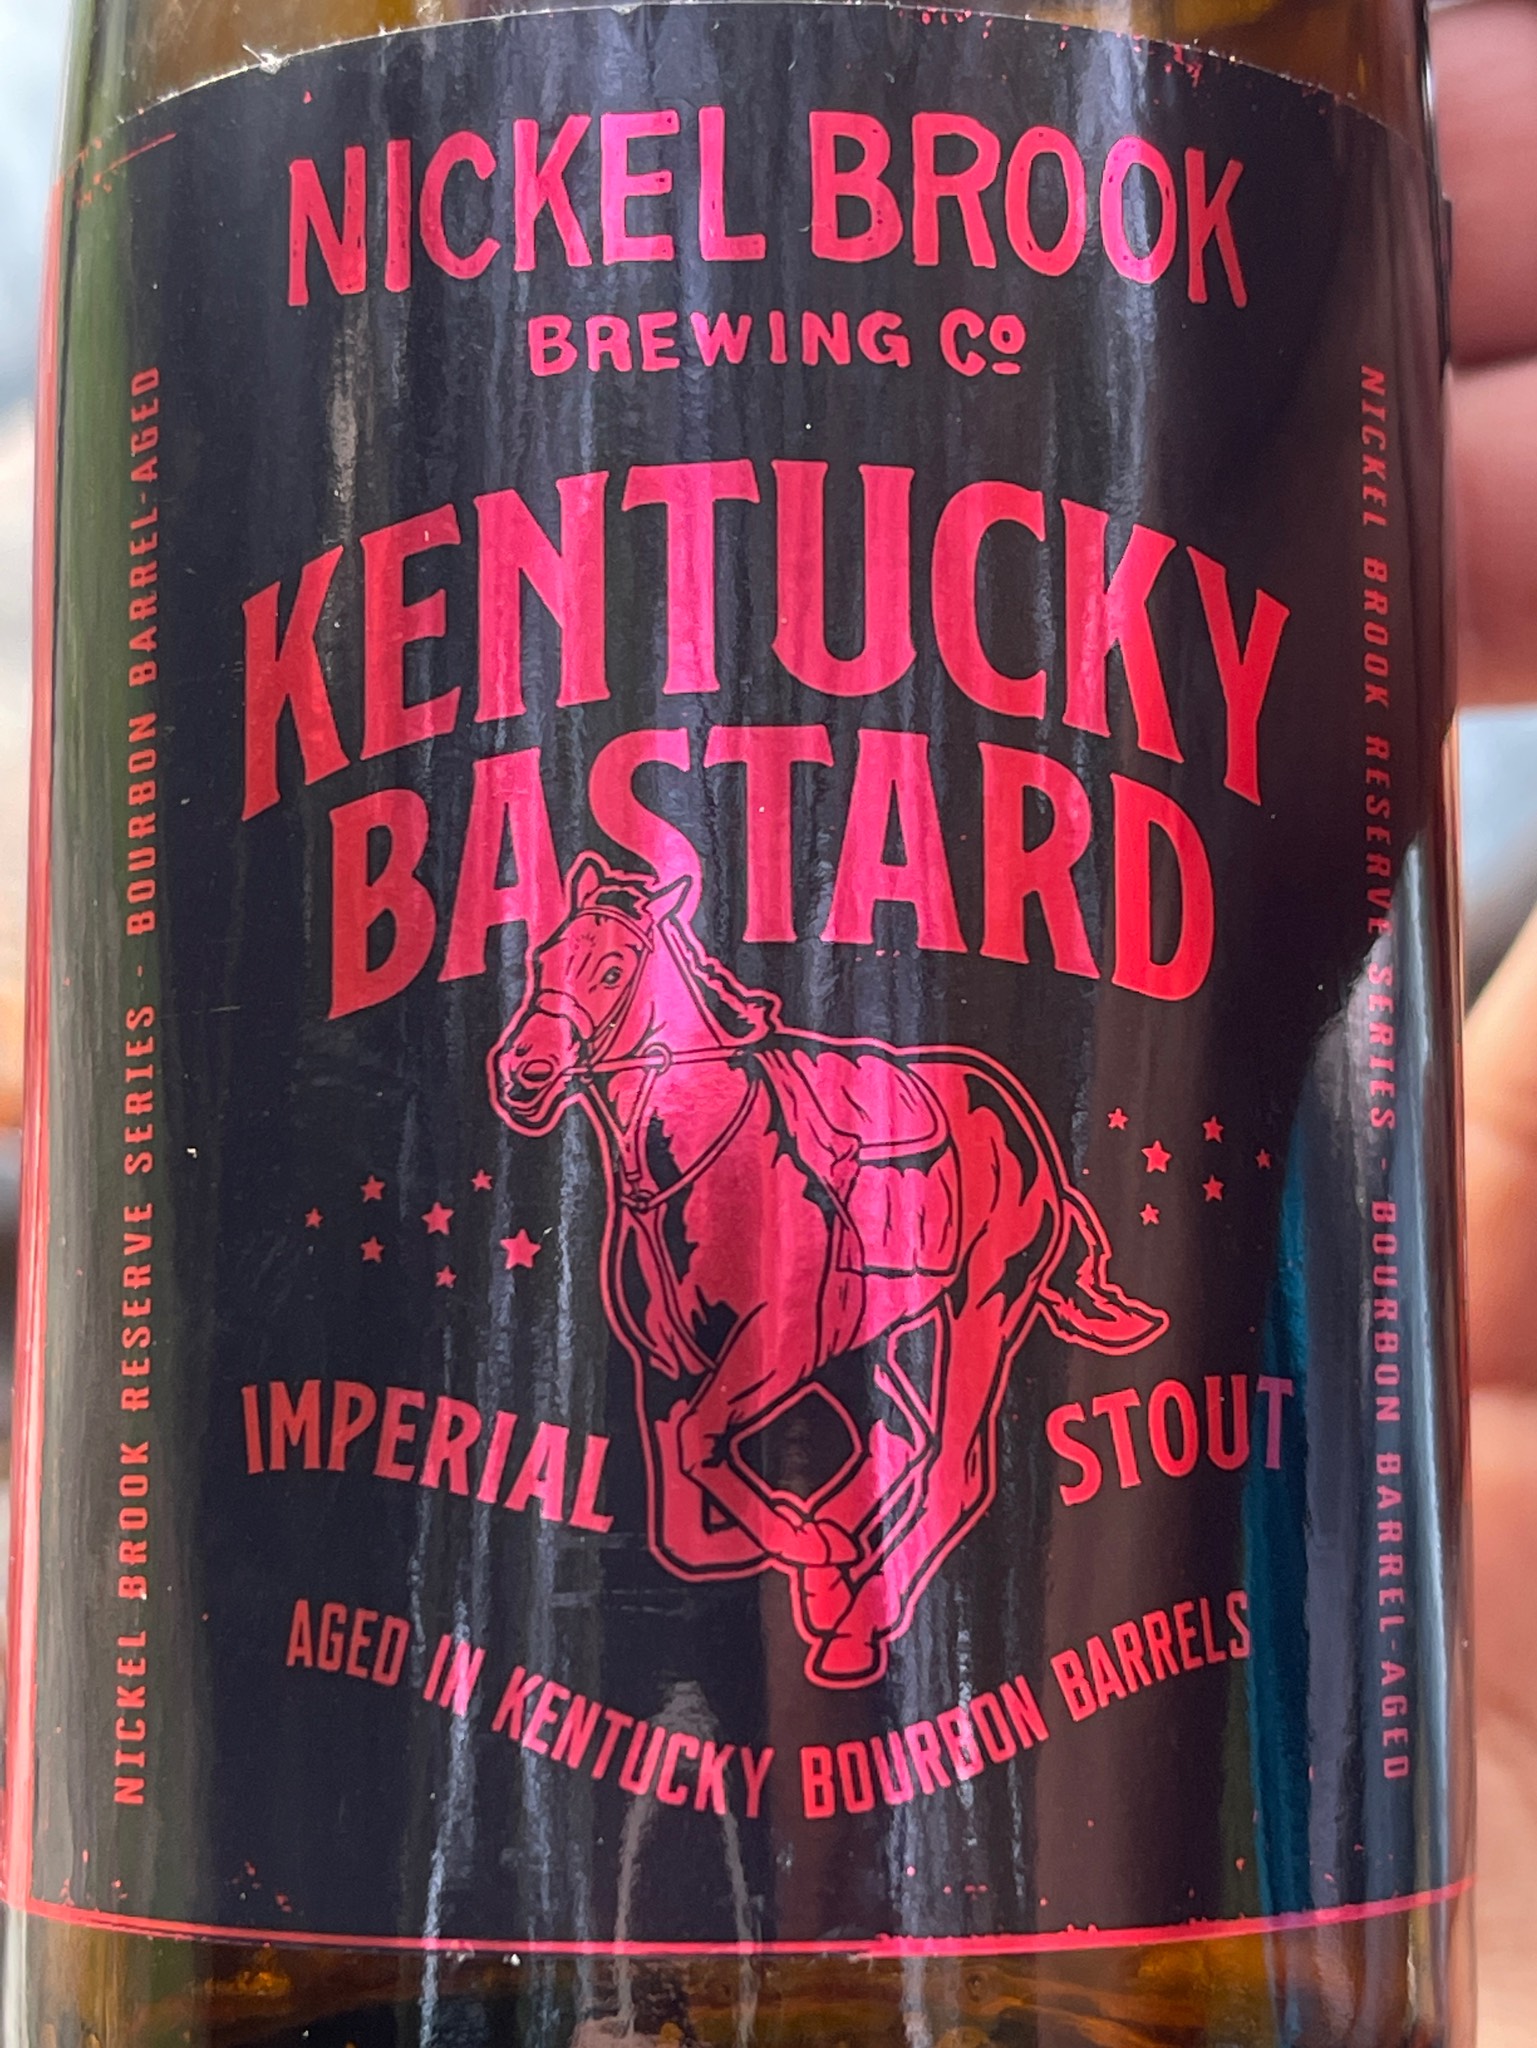 NICKEL BROOK
BREWING Co
KENTUCKY
BASTARD
IMPERIAL STOUT
AGED IN KENTUCKY BOURBON BARRELS
NICKEL BROOK RESERVE SERIES - BOURBON BARREL-AGED
NICKEL BROOK RESERVE SERIES - BOURBON BARREL-AGED